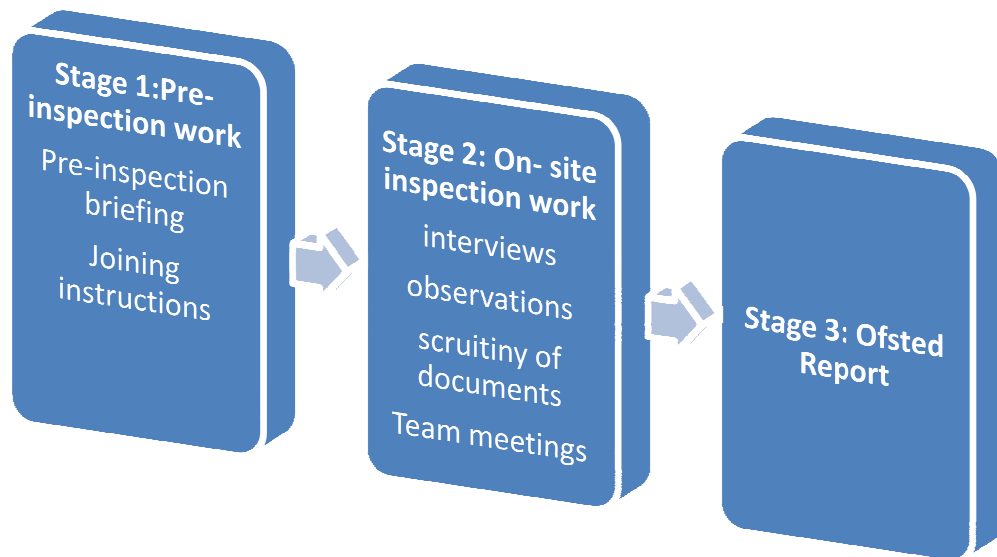 Stage 1:Pre-
inspection work
Pre-inspection
briefing
Joining
instructions
Stage 2: On- site
inspection work
interviews
observations
scruitiny of
documents
Team meetings
Stage 3: Ofsted
Report